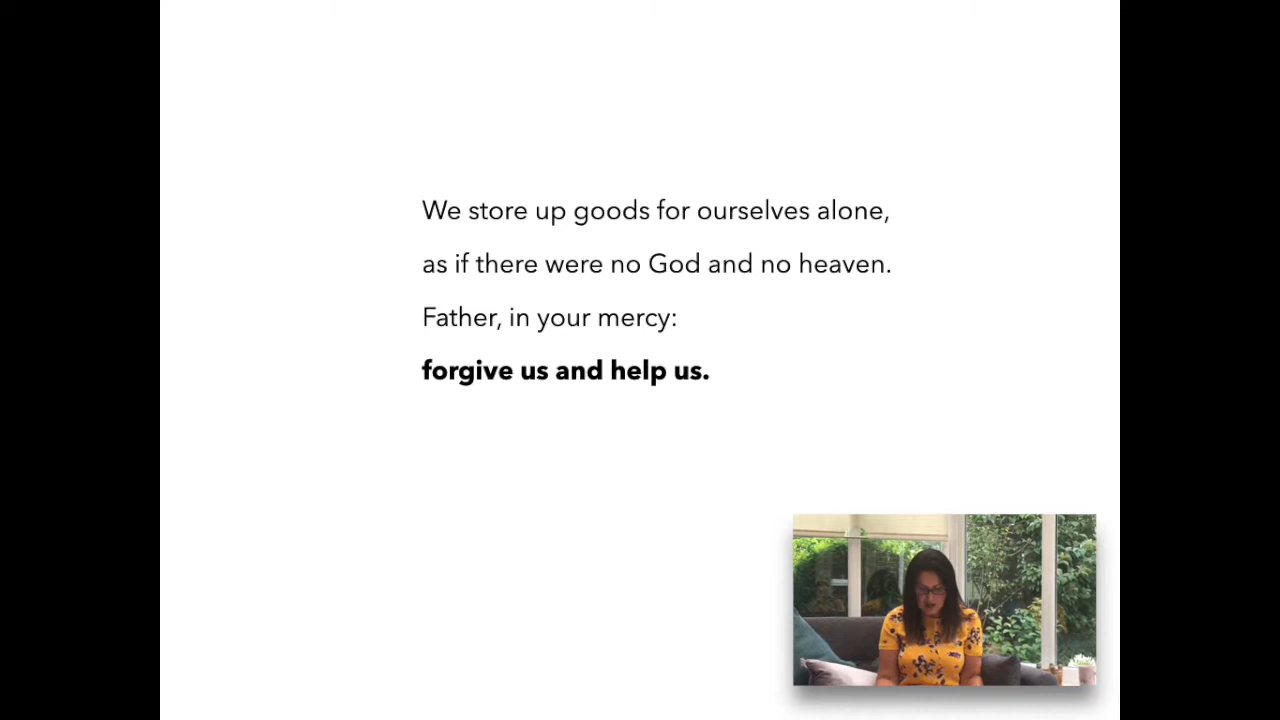 We store up goods for ourselves alone,
as if there were no God and no heaven.
Father, in your mercy:
forgive us and help us.